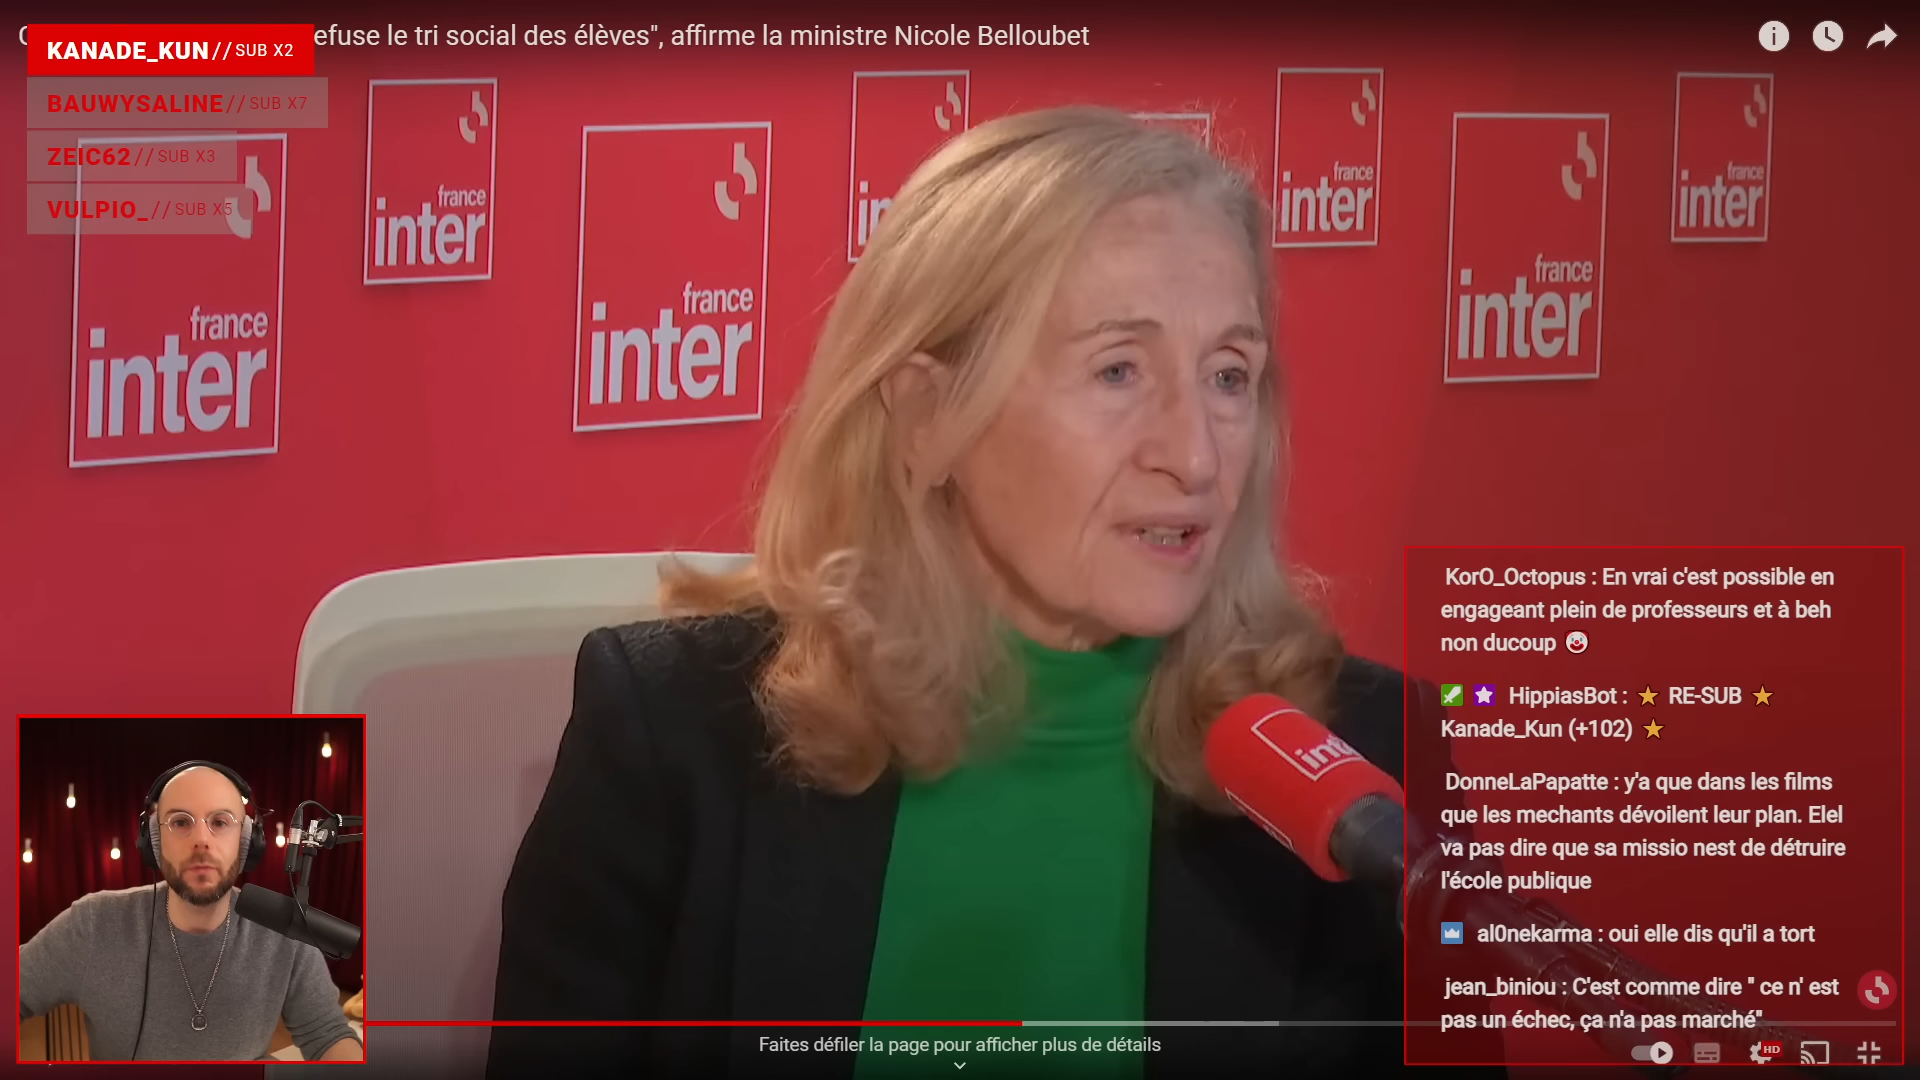 efuse le tri social des élèves", affirme la ministre Nicole Belloubet
KANADE_KUN // SUB X2
BAUWYSALINE // SUB X7
ZEIC62 // SUB X3
VULPIO_ // SUB X5
france
inter
france
inter
france
inter
in
france
inter
france
inter
france
inter
inte
KorO_Octopus : En vrai c'est possible en
engageant plein de professeurs et à beh
non ducoup 🤡
HippiasBot : ⭐ RE-SUB ⭐
Kanade_Kun (+102) ⭐
DonneLaPapatte : y'a que dans les films
que les mechants dévoilent leur plan. Elel
va pas dire que sa missio nest de détruire
l'école publique
al0nekarma : oui elle dis qu'il a tort
jean_biniou : C'est comme dire " ce n' est
pas un échec, ça n'a pas marché"
Faites défiler la page pour afficher plus de détails
HD